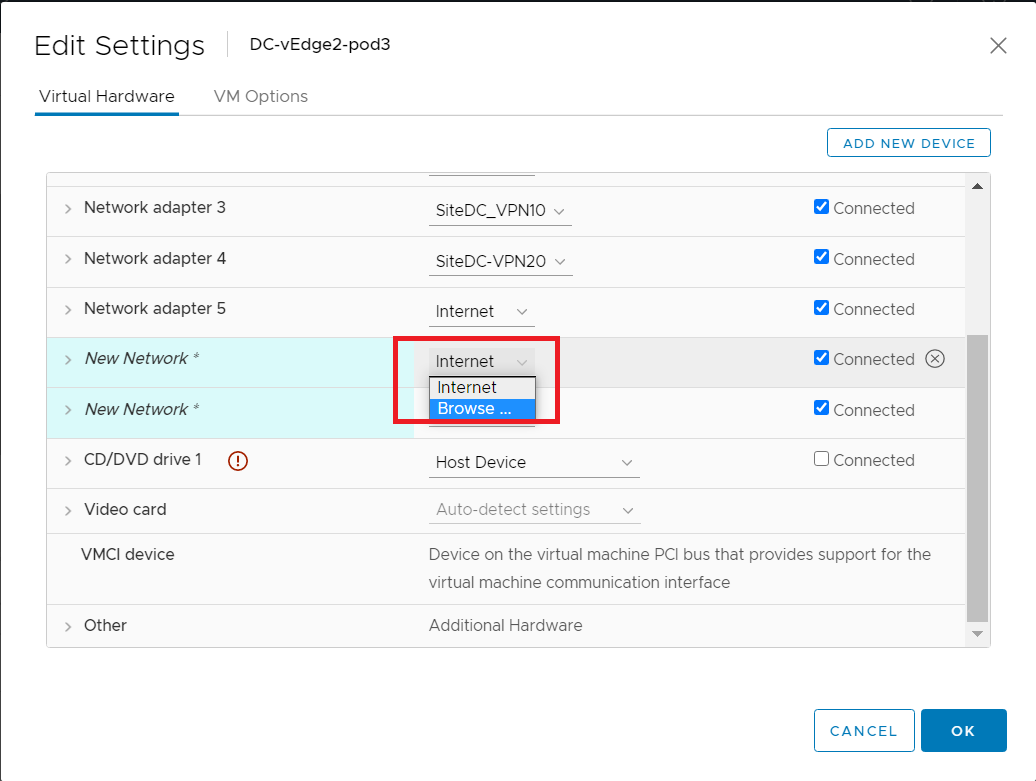 Edit Settings DC-vEdge2-pod3
Virtual Hardware VM Options
ADD NEW DEVICE
Network adapter 3 SiteDC_VPN10 Connected
Network adapter 4 SiteDC-VPN20 Connected
Network adapter 5 Internet Connected
New Network * Internet Connected
Internet
Browse ...
New Network * Connected
CD/DVD drive 1 Host Device Connected
Video card Auto-detect settings
VMCI device Device on the virtual machine PCI bus that provides support for the
virtual machine communication interface
Other Additional Hardware
CANCEL OK